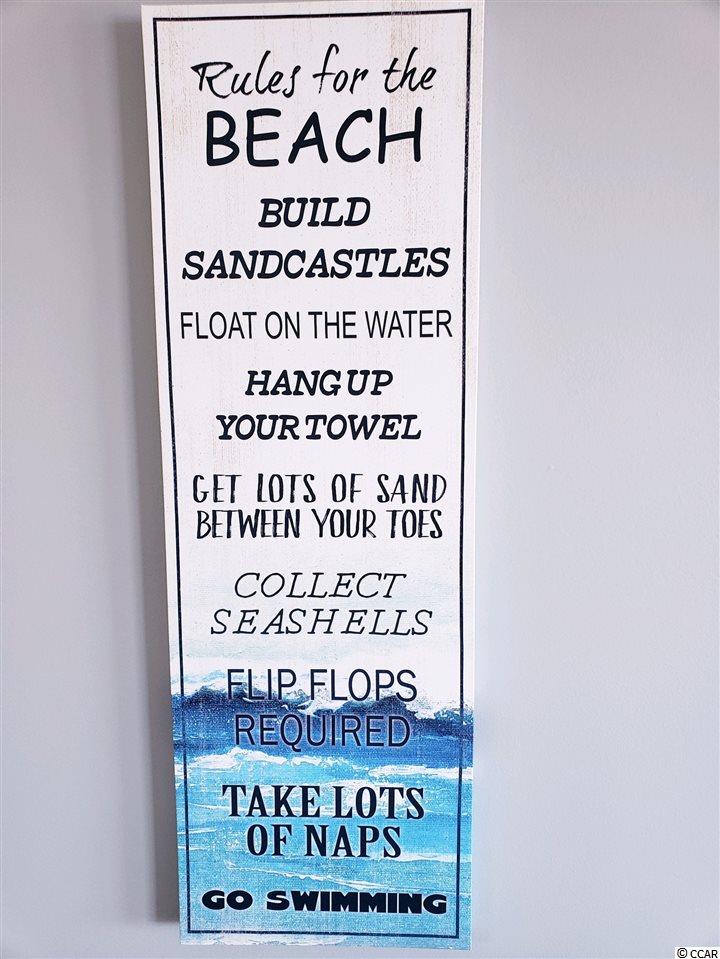 Rules for the
BEACH
BUILD
SANDCASTLES
FLOAT ON THE WATER
HANG UP
YOUR TOWEL
GET LOTS OF SAND
BETWEEN YOUR TOES
COLLECT
SEASHELLS
FLIP FLOPS
REQUIRED
TAKE LOTS
OF NAPS
GO SWIMMING
© CCAR